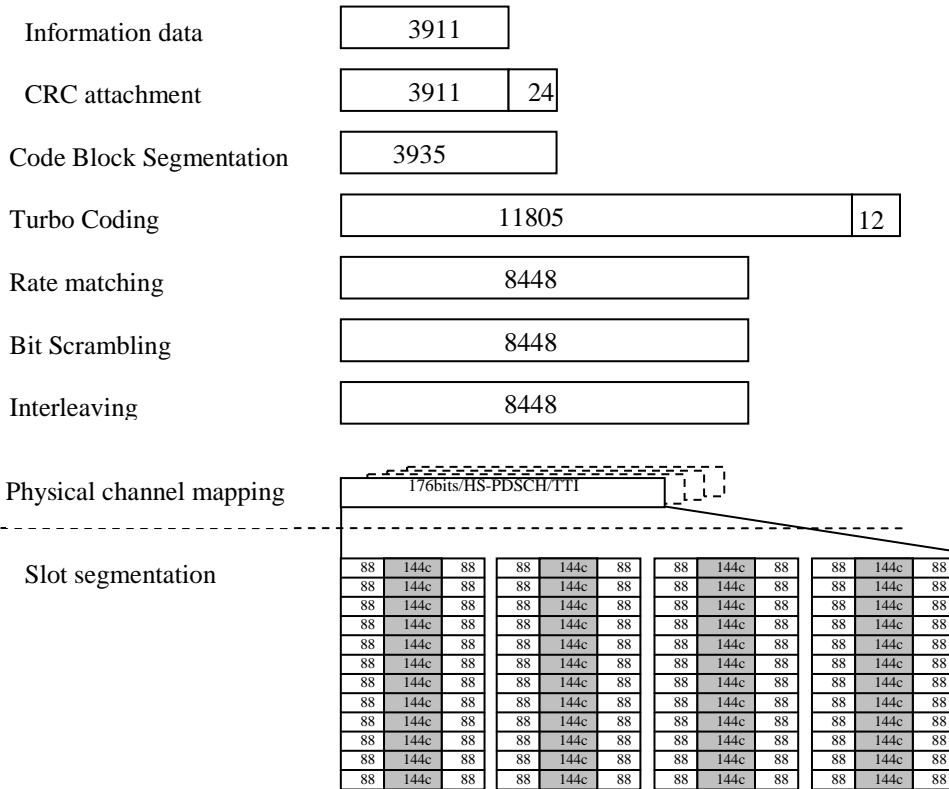 Information data 3911
CRC attachment 3911 24
Code Block Segmentation 3935
Turbo Coding 11805 12
Rate matching 8448
Bit Scrambling 8448
Interleaving 8448
Physical channel mapping 176bits/HS-PDSCH/TTI
Slot segmentation
88 144c 88 88 144c 88 88 144c 88 88 144c 88
88 144c 88 88 144c 88 88 144c 88 88 144c 88
88 144c 88 88 144c 88 88 144c 88 88 144c 88
88 144c 88 88 144c 88 88 144c 88 88 144c 88
88 144c 88 88 144c 88 88 144c 88 88 144c 88
88 144c 88 88 144c 88 88 144c 88 88 144c 88
88 144c 88 88 144c 88 88 144c 88 88 144c 88
88 144c 88 88 144c 88 88 144c 88 88 144c 88
88 144c 88 88 144c 88 88 144c 88 88 144c 88
88 144c 88 88 144c 88 88 144c 88 88 144c 88
88 144c 88 88 144c 88 88 144c 88 88 144c 88
88 144c 88 88 144c 88 88 144c 88 88 144c 88